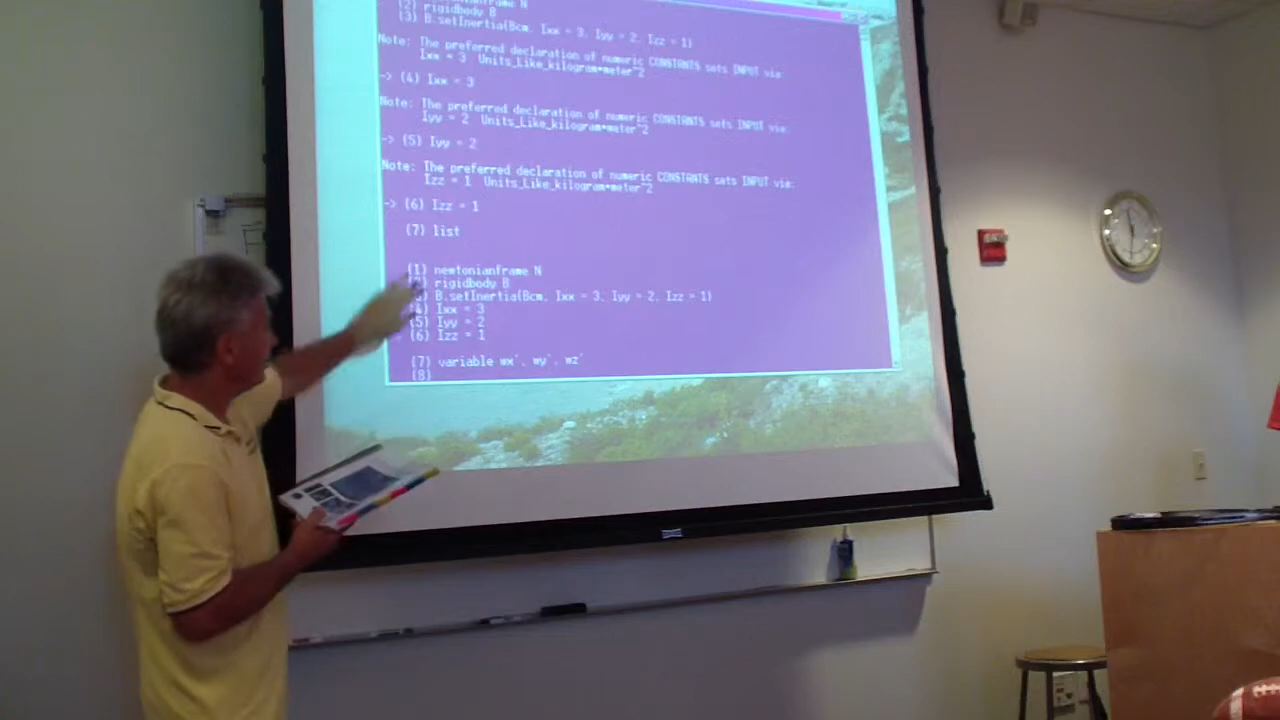 (2) rigidbody B
(3) B.setInertia(Bcm, Ixx = 3, Iyy = 2, Izz = 1)
Note: The preferred declaration of numeric CONSTANTS sets INPUT via:
Ixx = 3 Units_Like_kilogram*meter^2
-> (4) Ixx = 3
Note: The preferred declaration of numeric CONSTANTS sets INPUT via:
Iyy = 2 Units_Like_kilogram*meter^2
-> (5) Iyy = 2
Note: The preferred declaration of numeric CONSTANTS sets INPUT via:
Izz = 1 Units_Like_kilogram*meter^2
-> (6) Izz = 1
(7) list
(1) newtonianframe N
(2) rigidbody B
(3) B.setInertia(Bcm, Ixx = 3, Iyy = 2, Izz = 1)
(4) Ixx = 3
(5) Iyy = 2
(6) Izz = 1
(7) variable wx', wy', wz'
(8)